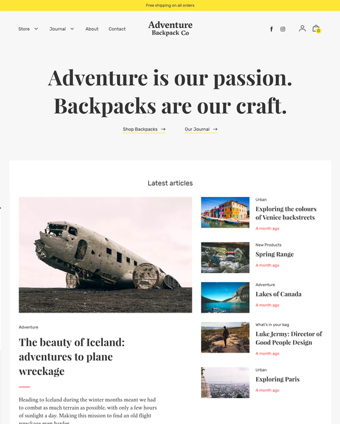 Free shipping on all orders
Store
Journal
About
Contact
Adventure
Backpack Co
0
Adventure is our passion.
Backpacks are our craft.
Shop Backpacks
Our Journal
Latest articles
Adventure
The beauty of Iceland:
adventures to plane
wreckage
Heading to Iceland during the winter months meant we had
to combat as much terrain as possible, with only a few hours
of sunlight a day. Making this mission to find an old flight
Urban
Exploring the colours
of Venice backstreets
A month ago
New Products
Spring Range
A month ago
Adventure
Lakes of Canada
A month ago
What's in your bag
Luke Jermy: Director of
Good People Design
A month ago
Urban
Exploring Paris
A month ago